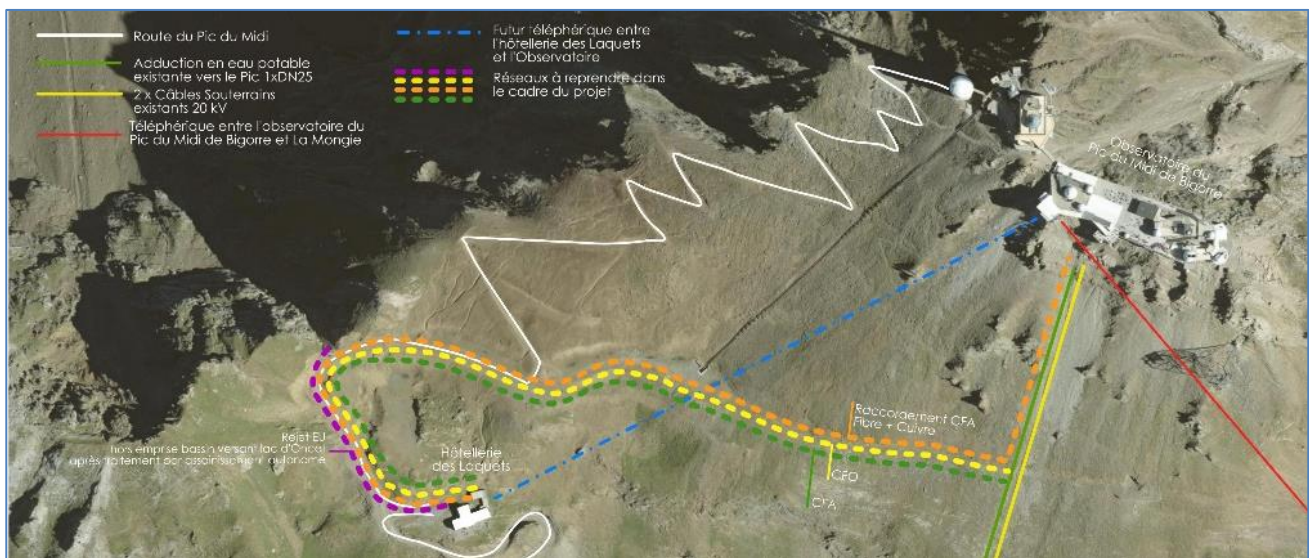 Route du Pic du Midi
Adduction en eau potable
existante vers le Pic 1xDN25
2 x Câbles Souterrains
existants 20 kV
Téléphérique entre l'observatoire du
Pic du Midi de Bigorre et La Mongie
Futur téléphérique entre
l'hôtellerie des Laquets
et l'Observatoire
Réseaux à reprendre dans
le cadre du projet
Observatoire du
Pic du Midi de Bigorre
Raccordement CFA
Fibre + Cuivre
Rejet EU
hors emprise bassin versant lac d'Oncet
après traitement par assainissement autonome
Hôtellerie
des Laquets
CFO
CFA